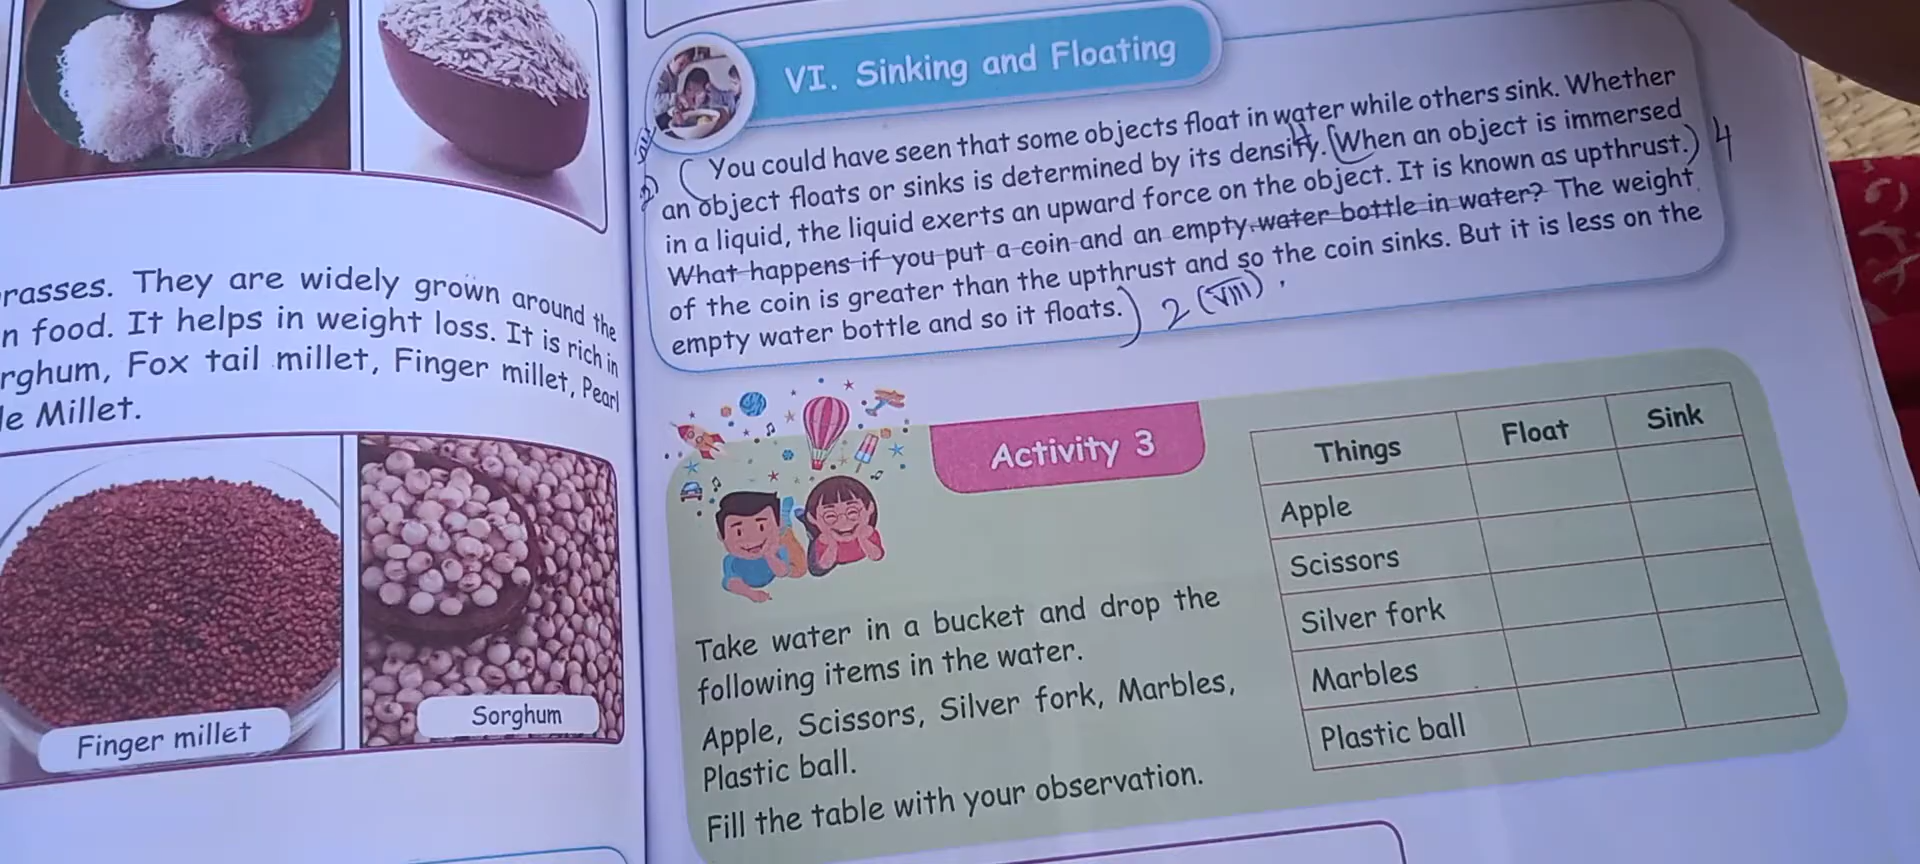 rasses. They are widely grown around the
n food. It helps in weight loss. It is rich in
rghum, Fox tail millet, Finger millet, Pearl
le Millet.
Finger millet
Sorghum
VI. Sinking and Floating
You could have seen that some objects float in water while others sink. Whether
an object floats or sinks is determined by its density. (When an object is immersed
in a liquid, the liquid exerts an upward force on the object. It is known as upthrust.) 4
What happens if you put a coin and an empty water bottle in water? The weight
of the coin is greater than the upthrust and so the coin sinks. But it is less on the
empty water bottle and so it floats.) 2 (VIII)
Activity 3
Take water in a bucket and drop the
following items in the water.
Apple, Scissors, Silver fork, Marbles,
Plastic ball.
Fill the table with your observation.
Things Float Sink
Apple
Scissors
Silver fork
Marbles
Plastic ball